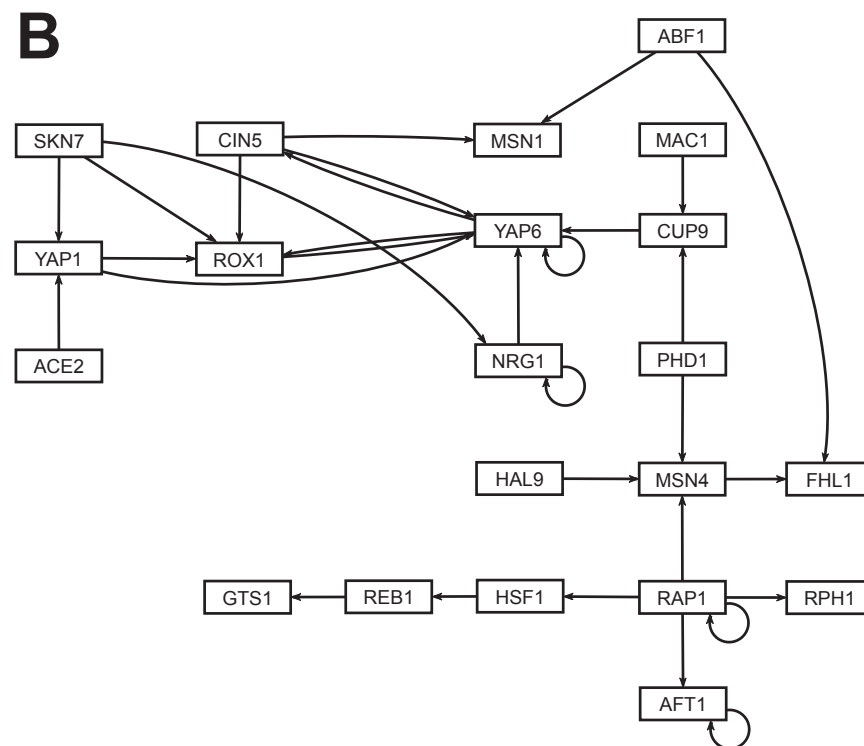 B
ABF1
SKN7
CIN5
MSN1
MAC1
YAP6
CUP9
YAP1
ROX1
ACE2
NRG1
PHD1
HAL9
MSN4
FHL1
GTS1
REB1
HSF1
RAP1
RPH1
AFT1